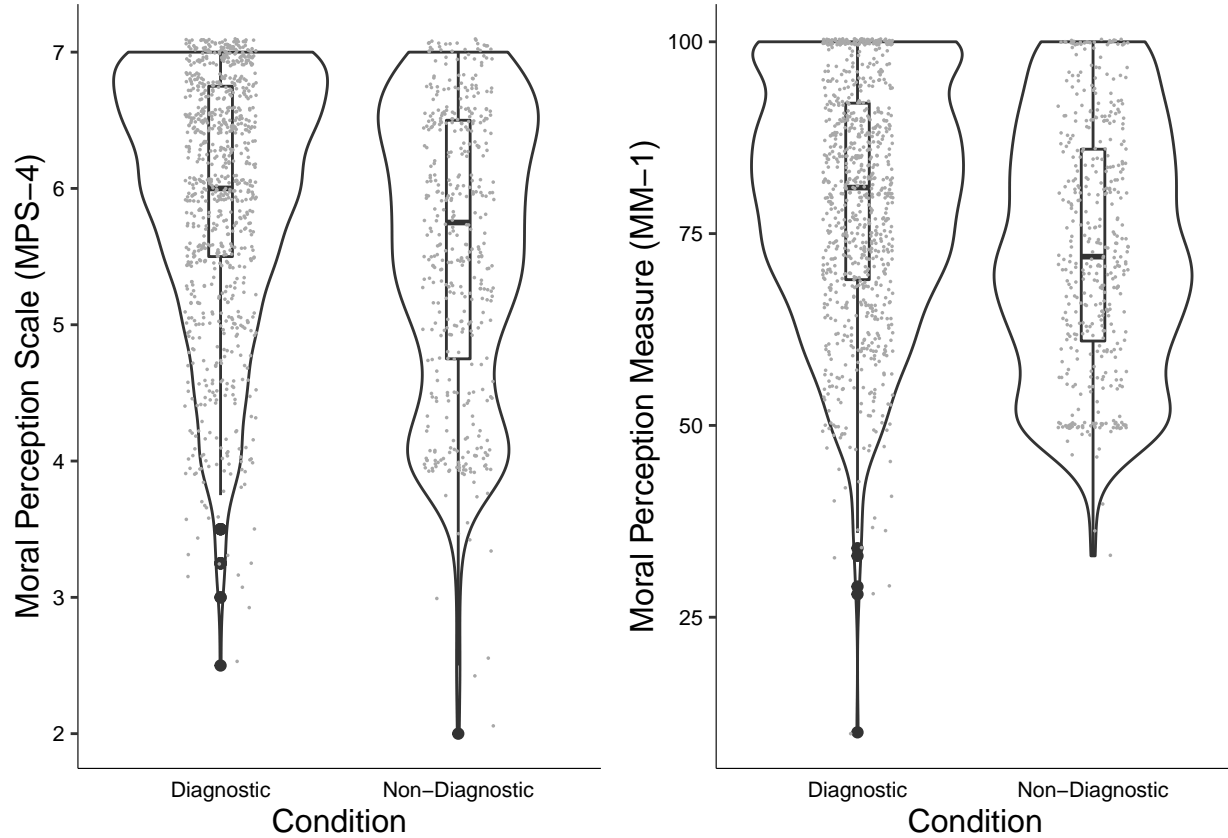 Moral Perception Scale (MPS−4)
7
6
5
4
3
2
Diagnostic
Non−Diagnostic
Condition
Moral Perception Measure (MM−1)
100
75
50
25
Diagnostic
Non−Diagnostic
Condition